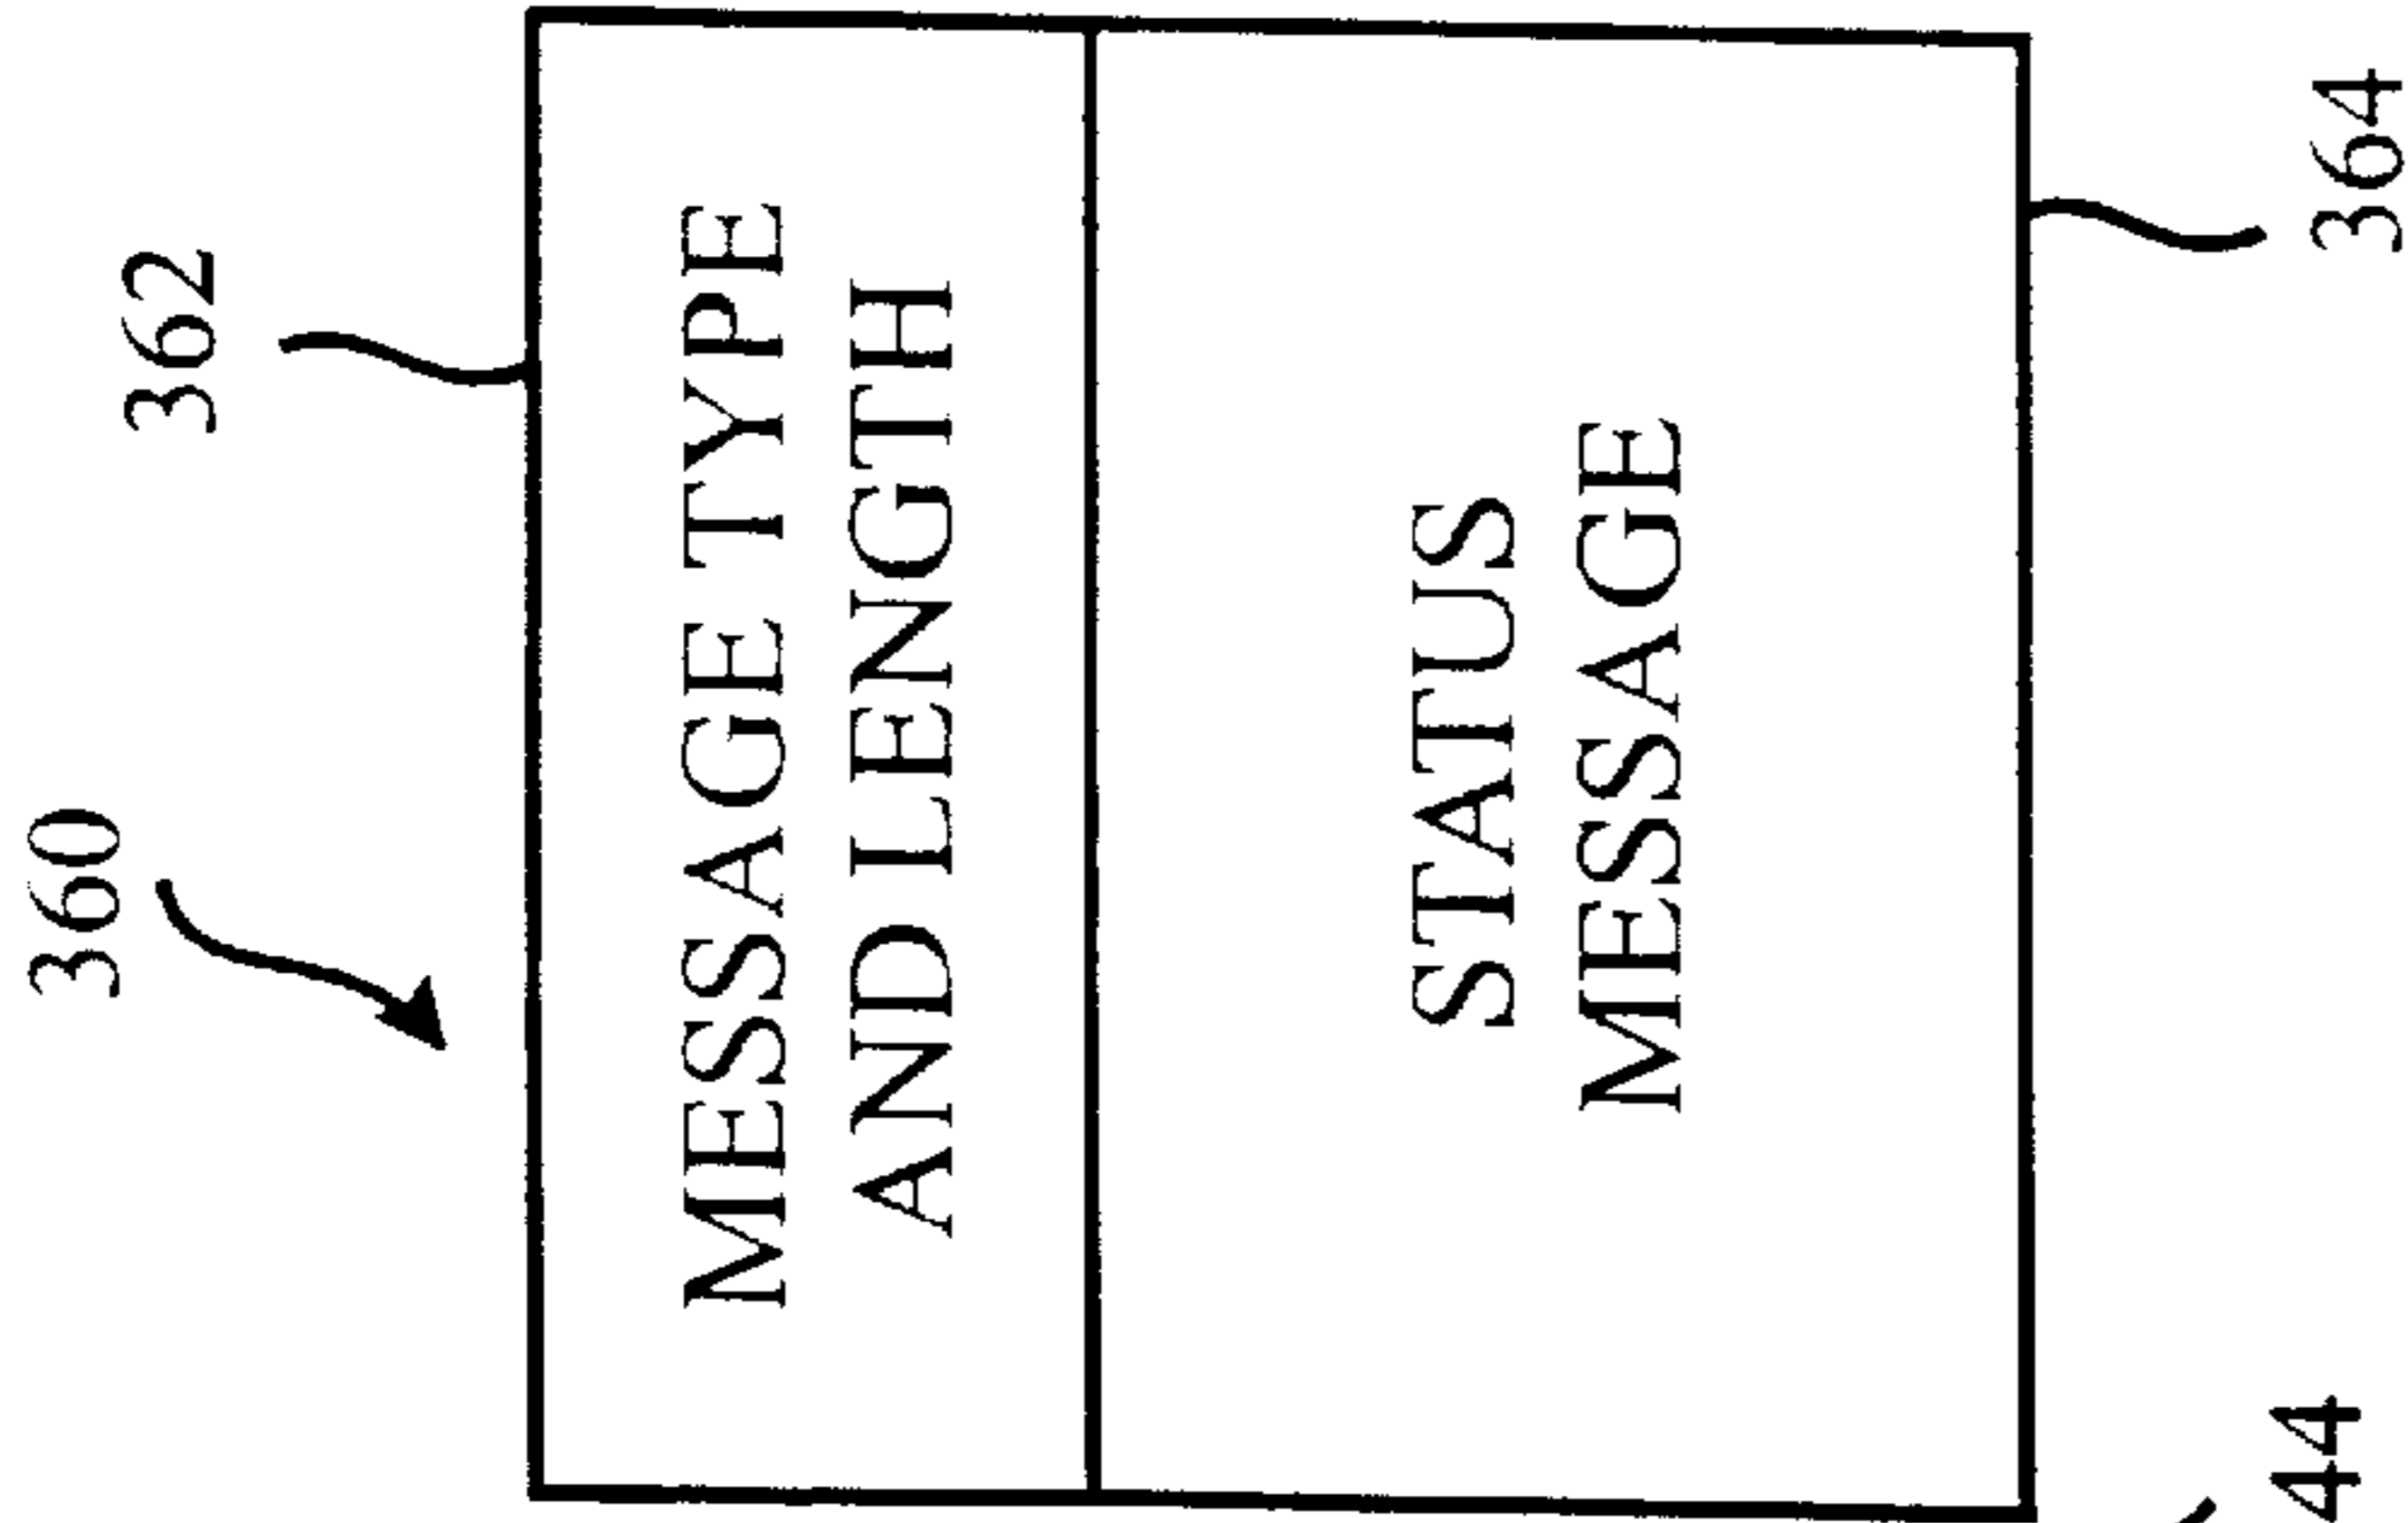 360
362
MESSAGE TYPE
AND LENGTH
STATUS
MESSAGE
364
44